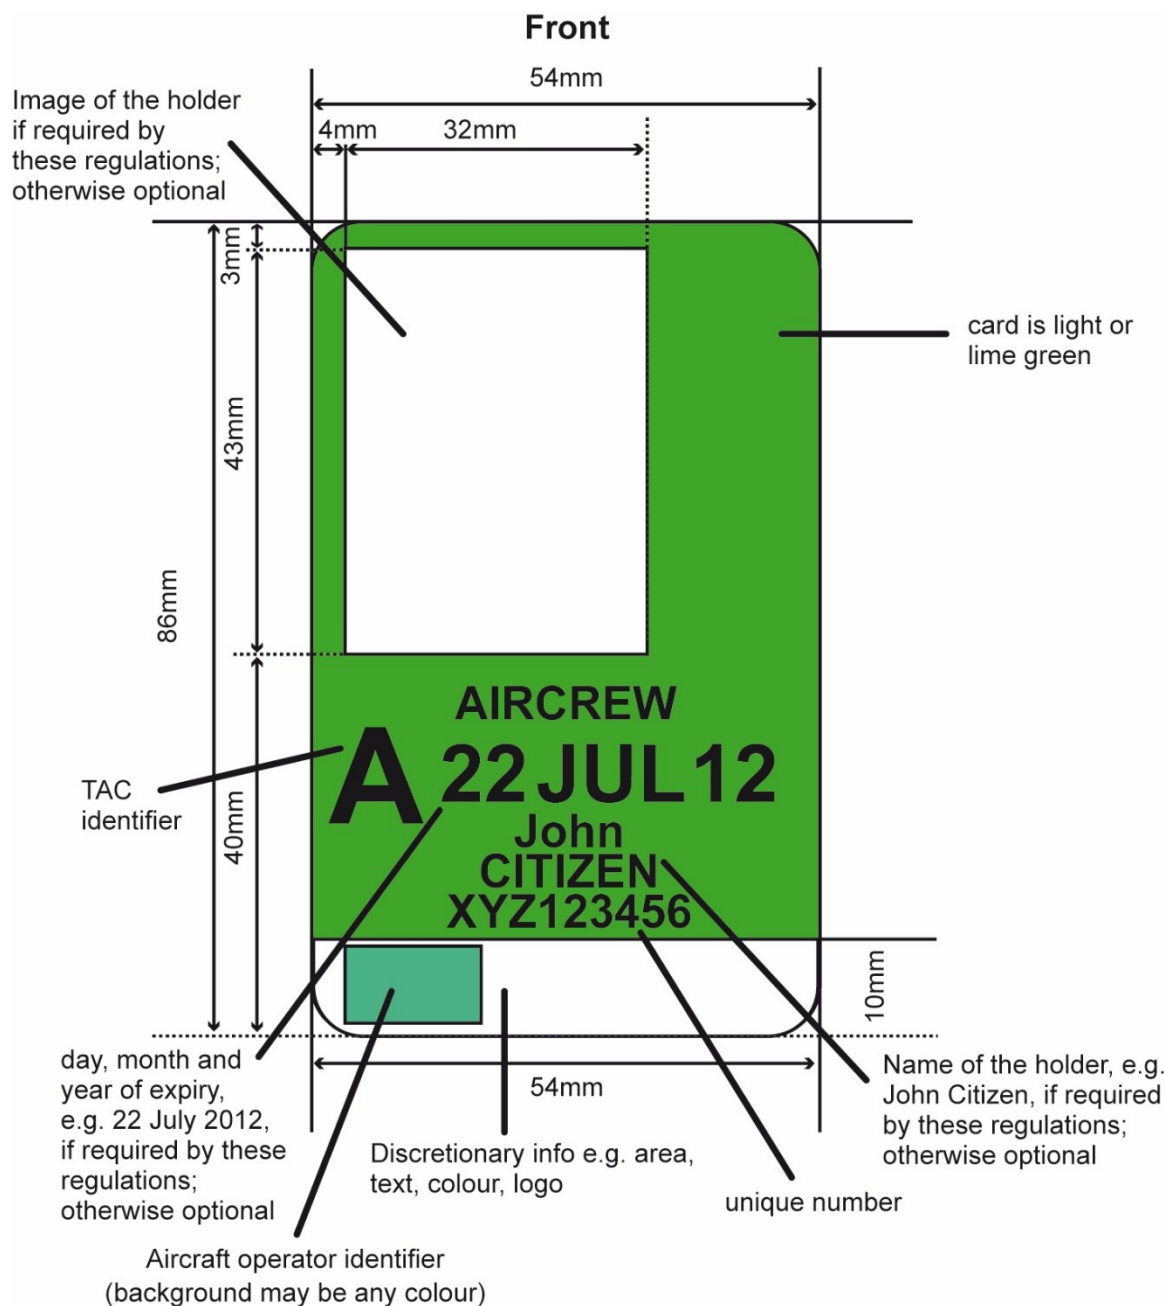 Front
54mm
Image of the holder
if required by
these regulations;
otherwise optional
4mm
32mm
3mm
43mm
86mm
40mm
card is light or
lime green
AIRCREW
A
22 JUL 12
John
CITIZEN
XYZ123456
TAC
identifier
10mm
54mm
day, month and
year of expiry,
e.g. 22 July 2012,
if required by these
regulations;
otherwise optional
Discretionary info e.g. area,
text, colour, logo
Name of the holder, e.g.
John Citizen, if required
by these regulations;
otherwise optional
unique number
Aircraft operator identifier
(background may be any colour)